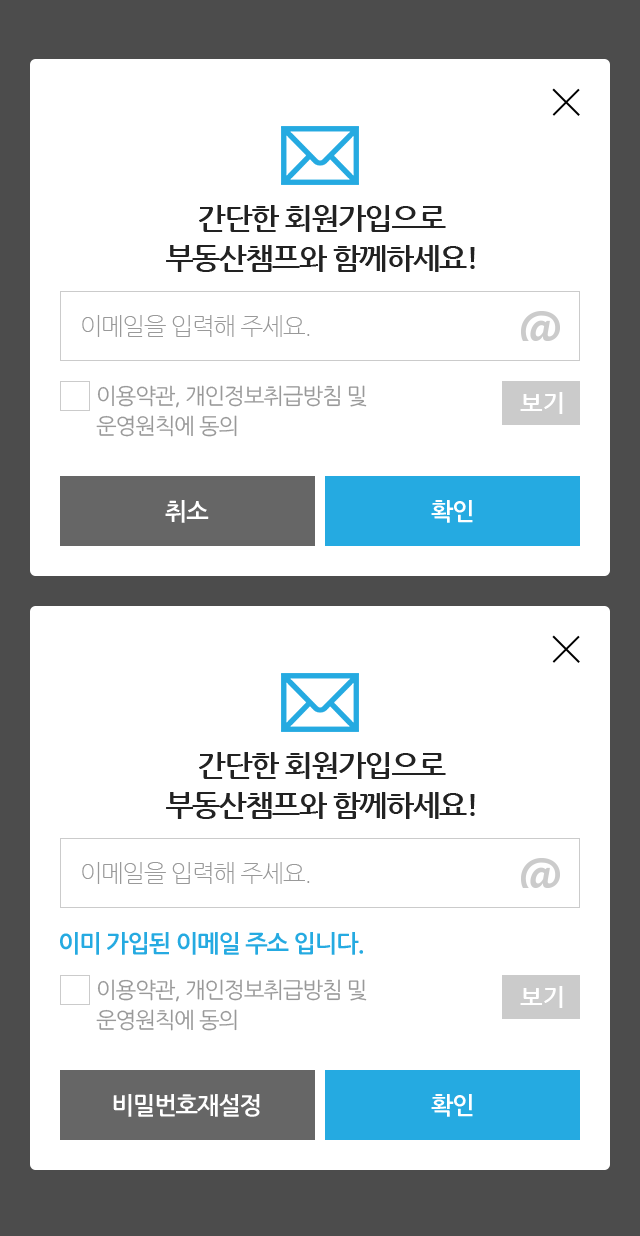 간단한 회원가입으로
부동산챔프와 함께하세요!
이메일을 입력해 주세요.
@
이용약관, 개인정보취급방침 및
운영원칙에 동의
보기
취소
확인
간단한 회원가입으로
부동산챔프와 함께하세요!
이메일을 입력해 주세요.
@
이미 가입된 이메일 주소 입니다.
이용약관, 개인정보취급방침 및
운영원칙에 동의
보기
비밀번호재설정
확인